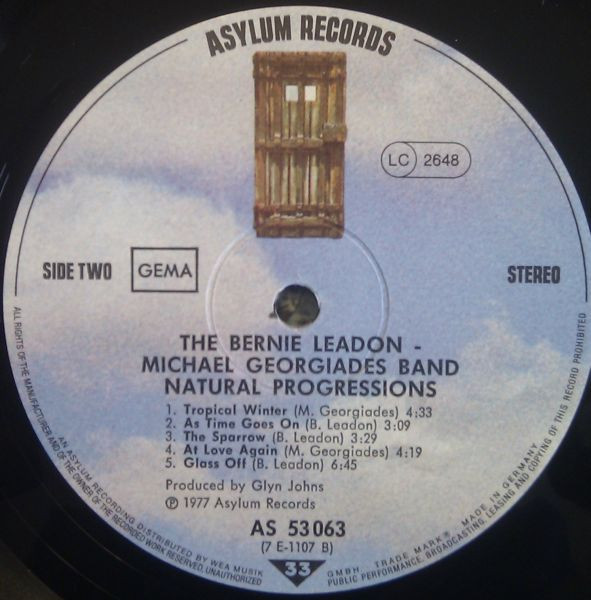 ASYLUM RECORDS
LC 2648
SIDE TWO
GEMA
STEREO
THE BERNIE LEADON -
MICHAEL GEORGIADES BAND
NATURAL PROGRESSIONS
1. Tropical Winter (M. Georgiades) 4:33
2. As Time Goes On (B. Leadon) 3:09
3. The Sparrow (B. Leadon) 3:29
4. At Love Again (M. Georgiades) 4:19
5. Glass Off (B. Leadon) 6:45
Produced by Glyn Johns
℗ 1977 Asylum Records
AS 53 063
(7 E-1107 B)
33
AN ASYLUM RECORDING DISTRIBUTED BY WEA MUSIK GMBH. TRADE MARK® MADE IN GERMANY
ALL RIGHTS OF THE MANUFACTURER AND OF THE OWNER OF THE RECORDED WORK RESERVED. UNAUTHORIZED PUBLIC PERFORMANCE, BROADCASTING, LEASING AND COPYING OF THIS RECORD PROHIBITED